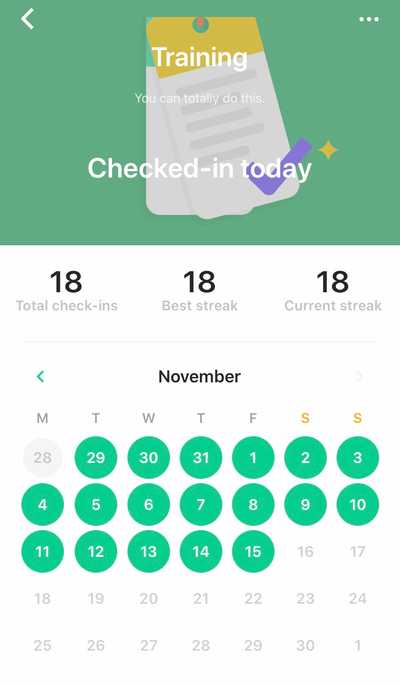 Training
You can totally do this.
Checked-in today
18 18 18
Total check-ins Best streak Current streak
November
M T W T F S S
28 29 30 31 1 2 3
4 5 6 7 8 9 10
11 12 13 14 15 16 17
18 19 20 21 22 23 24
25 26 27 28 29 30 1